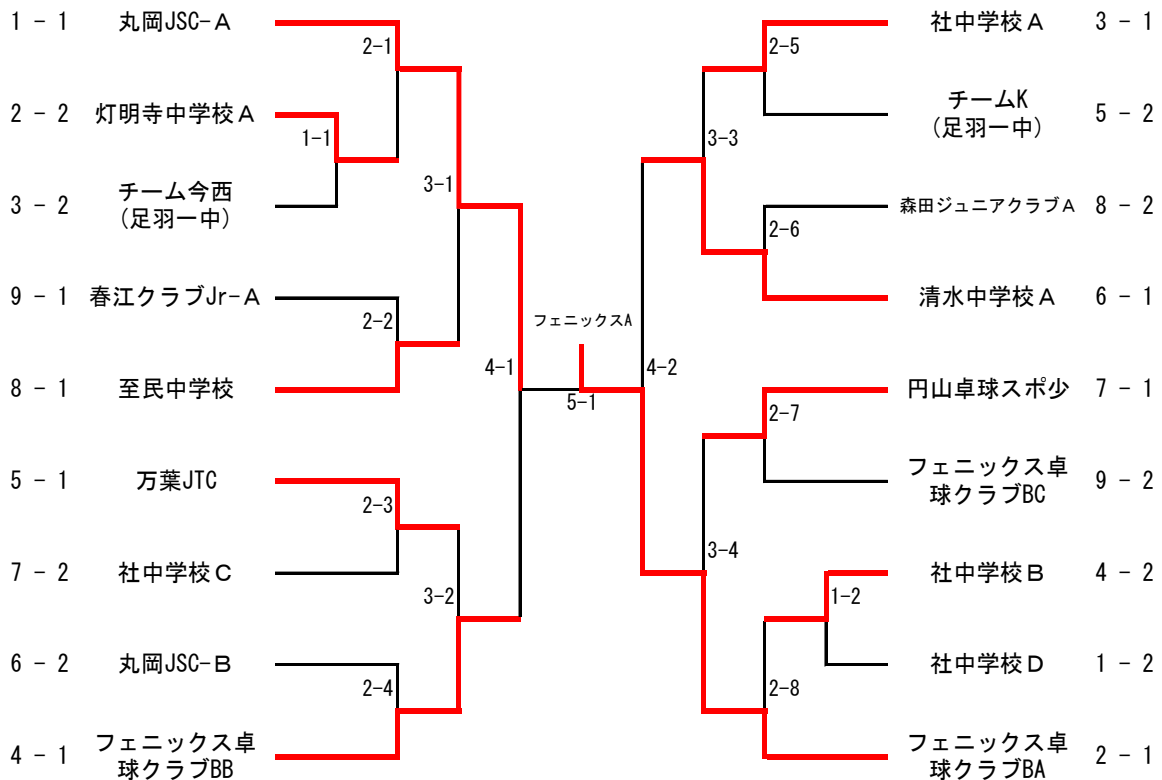 1 - 1 丸岡JSC-A
2-1
2 - 2 灯明寺中学校A
1-1
3 - 2 チーム今西
(足羽一中)
3-1
9 - 1 春江クラブJr-A
2-2
8 - 1 至民中学校
4-1
5 - 1 万葉JTC
2-3
7 - 2 社中学校C
3-2
6 - 2 丸岡JSC-B
2-4
4 - 1 フェニックス卓
球クラブBB
フェニックスA
5-1
社中学校A 3 - 1
2-5
チームK
(足羽一中) 5 - 2
3-3
森田ジュニアクラブA 8 - 2
2-6
清水中学校A 6 - 1
4-2
円山卓球スポ少 7 - 1
2-7
フェニックス卓
球クラブBC 9 - 2
3-4
社中学校B 4 - 2
1-2
社中学校D 1 - 2
2-8
フェニックス卓
球クラブBA 2 - 1